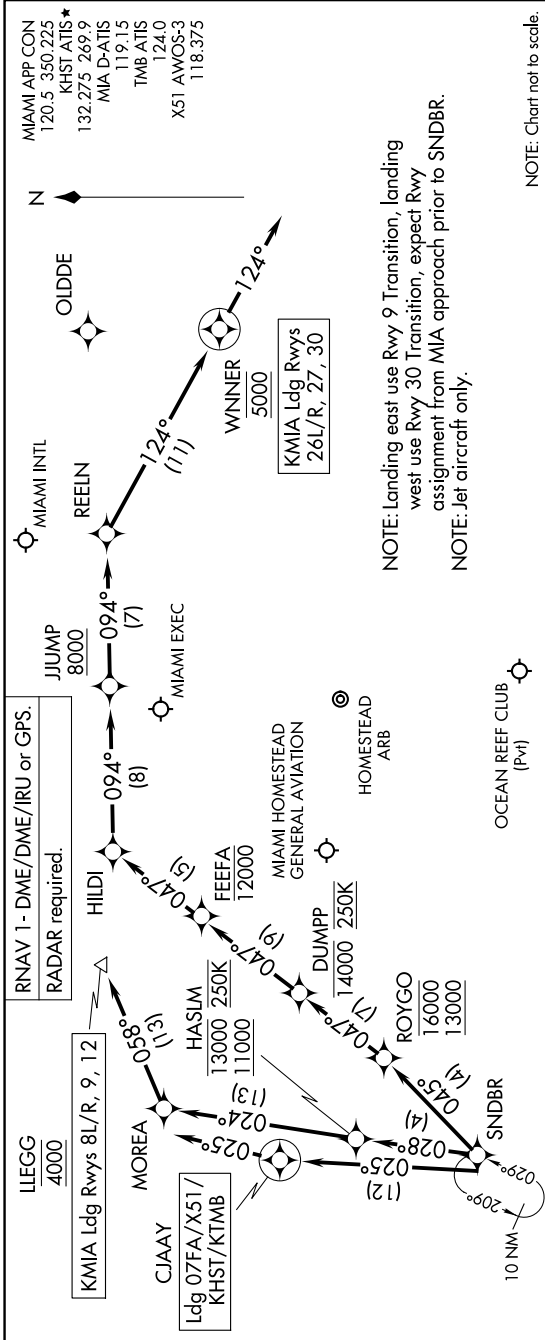 RNAV 1 - DME/DME/IRU or GPS.
RADAR required.
MIAMI APP CON
120.5 350.225
KHST ATIS★
132.275 269.9
MIA D-ATIS
119.15
TMB ATIS
124.0
X51 AWOS-3
118.375
N
LLEGG
4000
KMIA Ldg Rwys 8L/R, 9, 12
MOREA
058°
(13)
CJAAY
Ldg 07FA/X51/
KHST/KTMB
025°
025°
(12)
024°
(13)
HASLM
13000 250K
11000
028°
(4)
SNDBR
029°
209°
10 NM
045°
(4)
ROYGO
16000
13000
047°
(7)
DUMPP
14000 250K
047°
(9)
FEEFA
12000
047°
(5)
HILDI
094°
(8)
JJUMP
8000
094°
(7)
REELN
124°
(11)
WNNER
5000
KMIA Ldg Rwys
26L/R, 27, 30
124°
OLDDE
MIAMI INTL
MIAMI EXEC
MIAMI HOMESTEAD
GENERAL AVIATION
HOMESTEAD
ARB
OCEAN REEF CLUB
(Pvt)
NOTE: Landing east use Rwy 9 Transition, landing
west use Rwy 30 Transition, expect Rwy
assignment from MIA approach prior to SNDBR.
NOTE: Jet aircraft only.
NOTE: Chart not to scale.